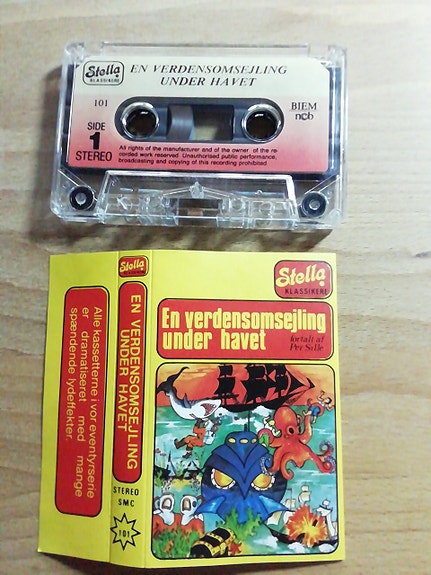 Stella
KLASSIKERE
EN VERDENSOMSEJLING
UNDER HAVET
101
BIEM
ncb
SIDE
1
STEREO
All rights of the manufacturer and of the owner of the re
corded work reserved. Unauthorised public performance,
broadcasting and copying of this recording prohibited
Alle kassetterne i vor eventyrserie
er dramatiseret med mange
spændende lydeffekter.
Stella
KLASSIKERE
EN VERDENSOMSEJLING
UNDER HAVET
STEREO
SMC
101
Stella
KLASSIKERE
En verdensomsejling
under havet
fortalt af
Per Sille